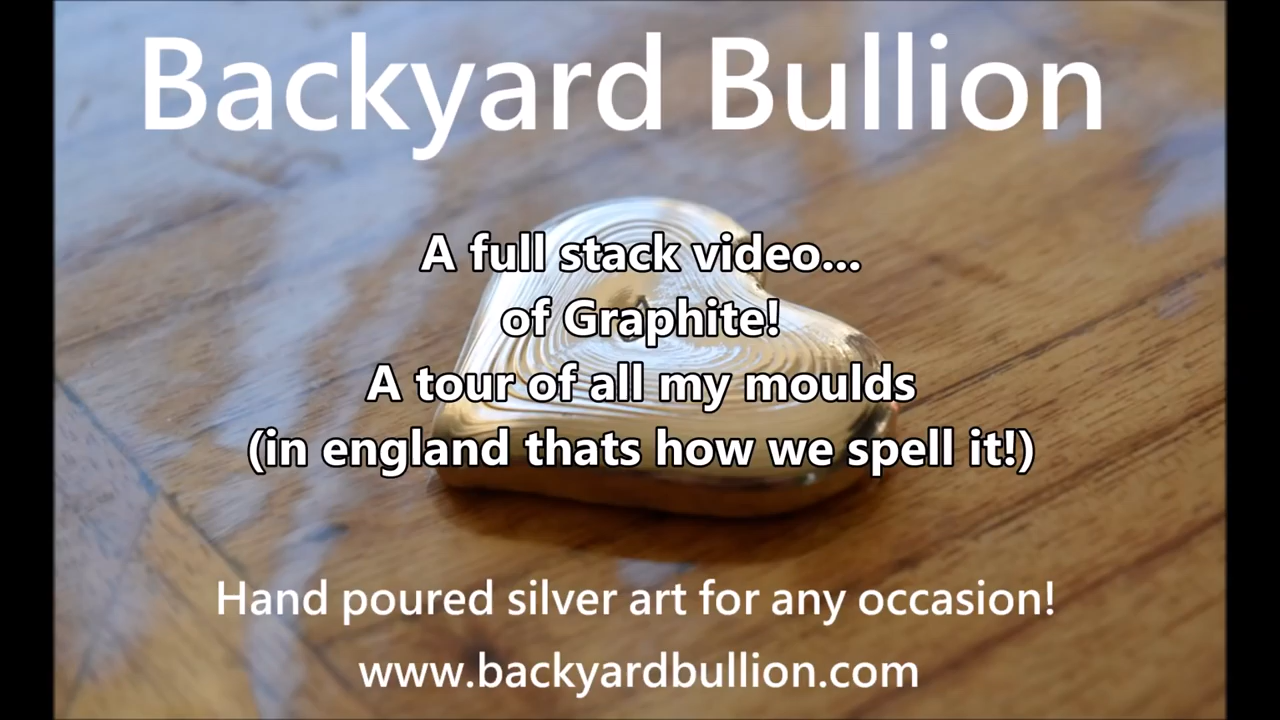 Backyard Bullion
A full stack video...
of Graphite!
A tour of all my moulds
(in england thats how we spell it!)
Hand poured silver art for any occasion!
www.backyardbullion.com